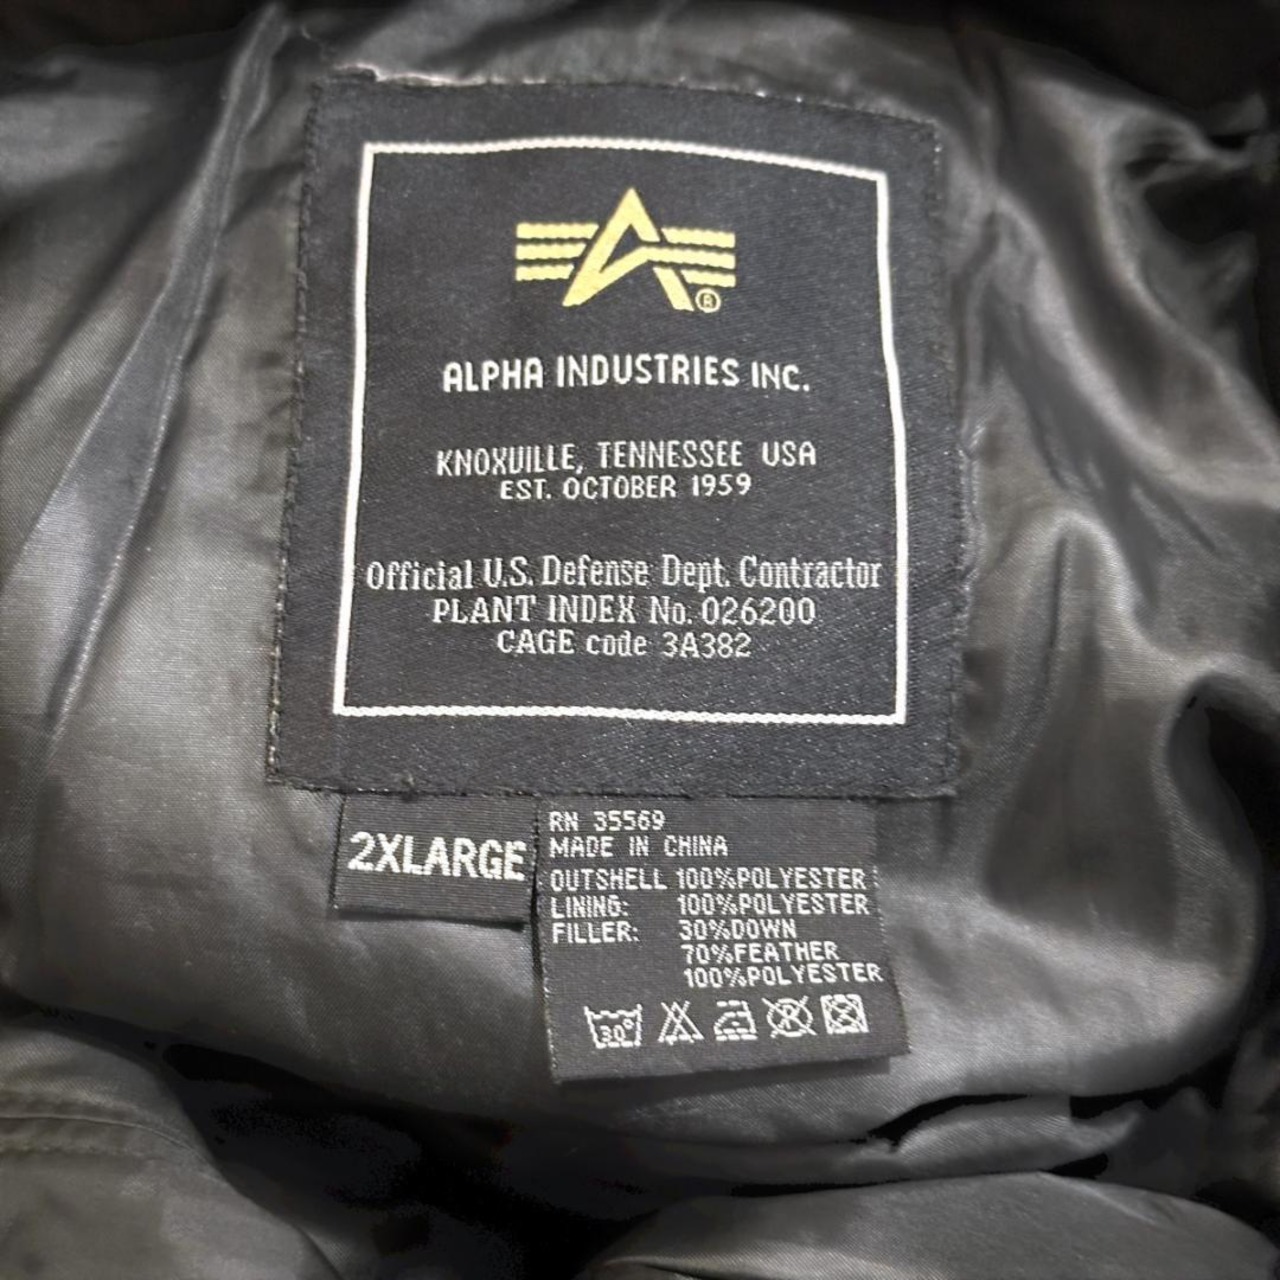 ALPHA INDUSTRIES INC.
KNOXVILLE, TENNESSEE USA
EST. OCTOBER 1959
Official U.S. Defense Dept. Contractor
PLANT INDEX No. 026200
CAGE code 3A382
2XLARGE
RN 35569
MADE IN CHINA
OUTSHELL 100%POLYESTER
LINING: 100%POLYESTER
FILLER: 30%DOWN
70%FEATHER
100%POLYESTER
30°